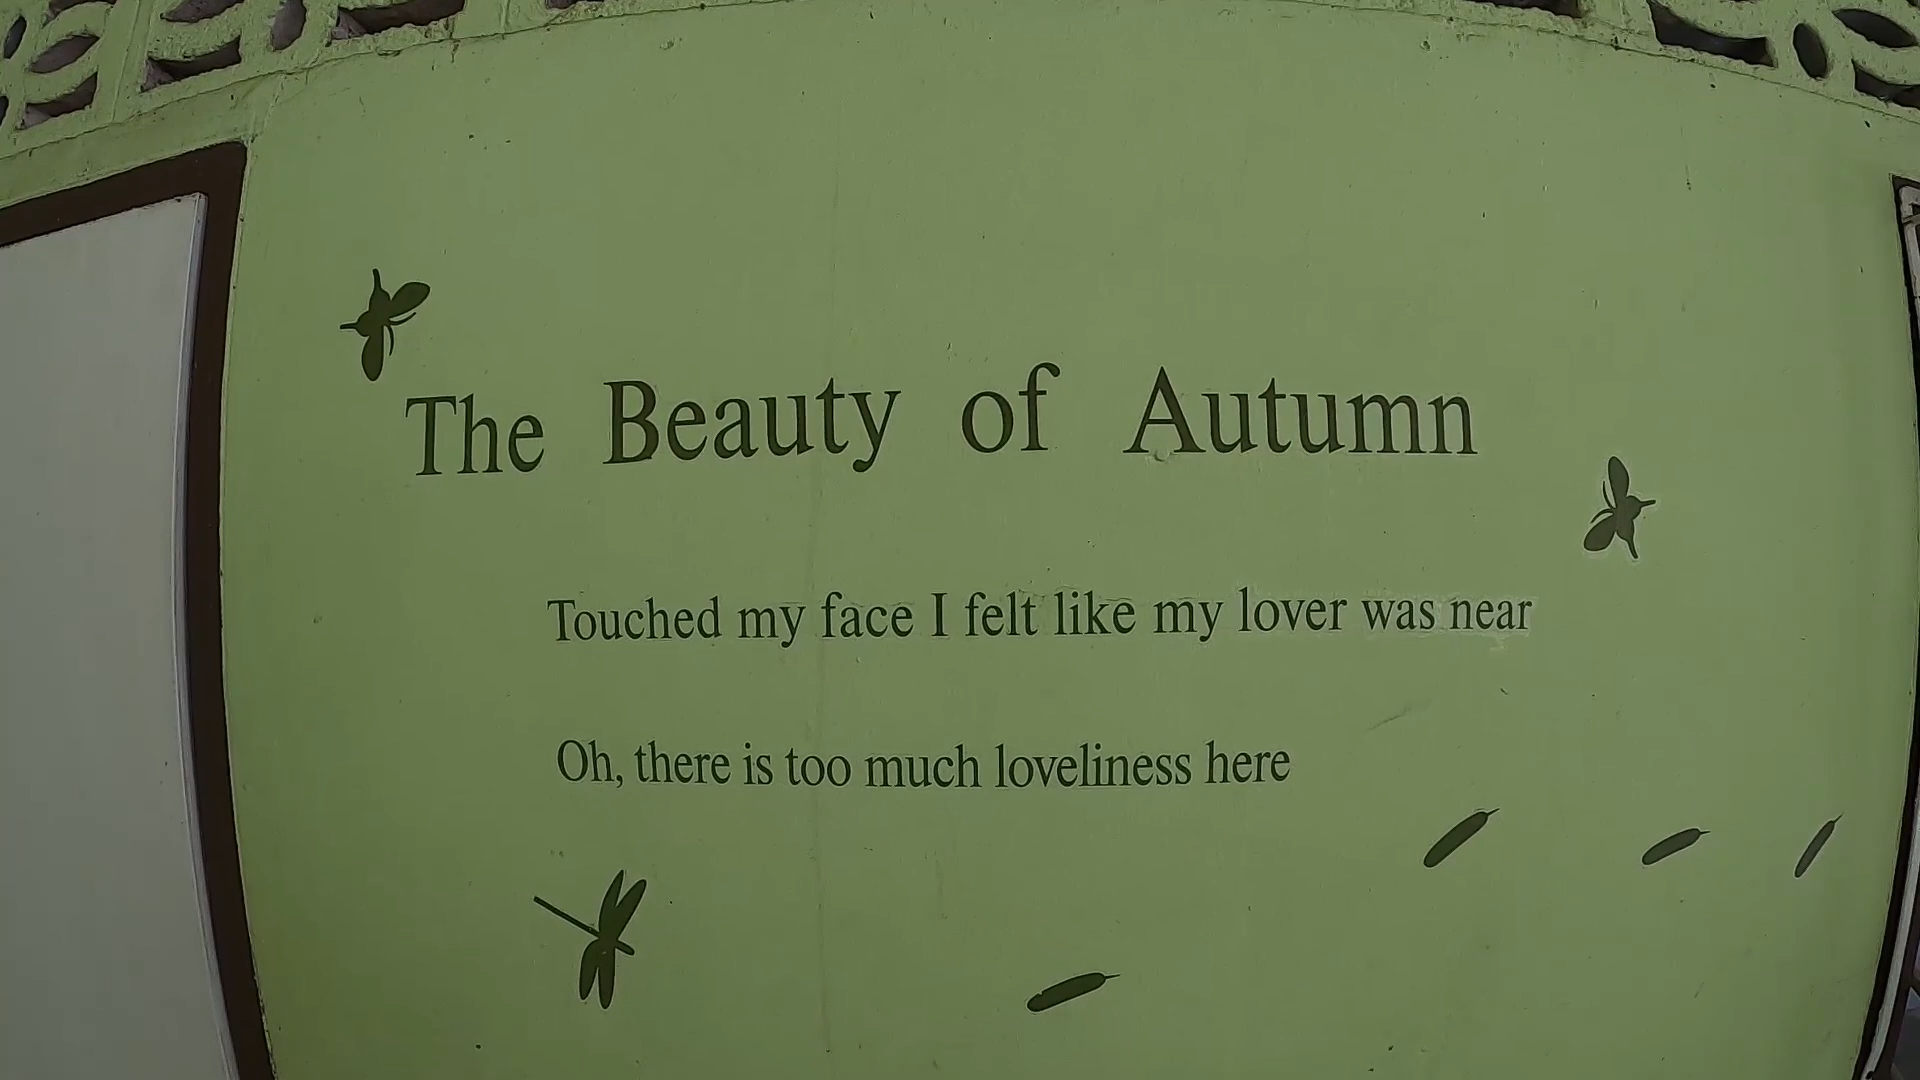 The Beauty of Autumn
Touched my face I felt like my lover was near
Oh, there is too much loveliness here